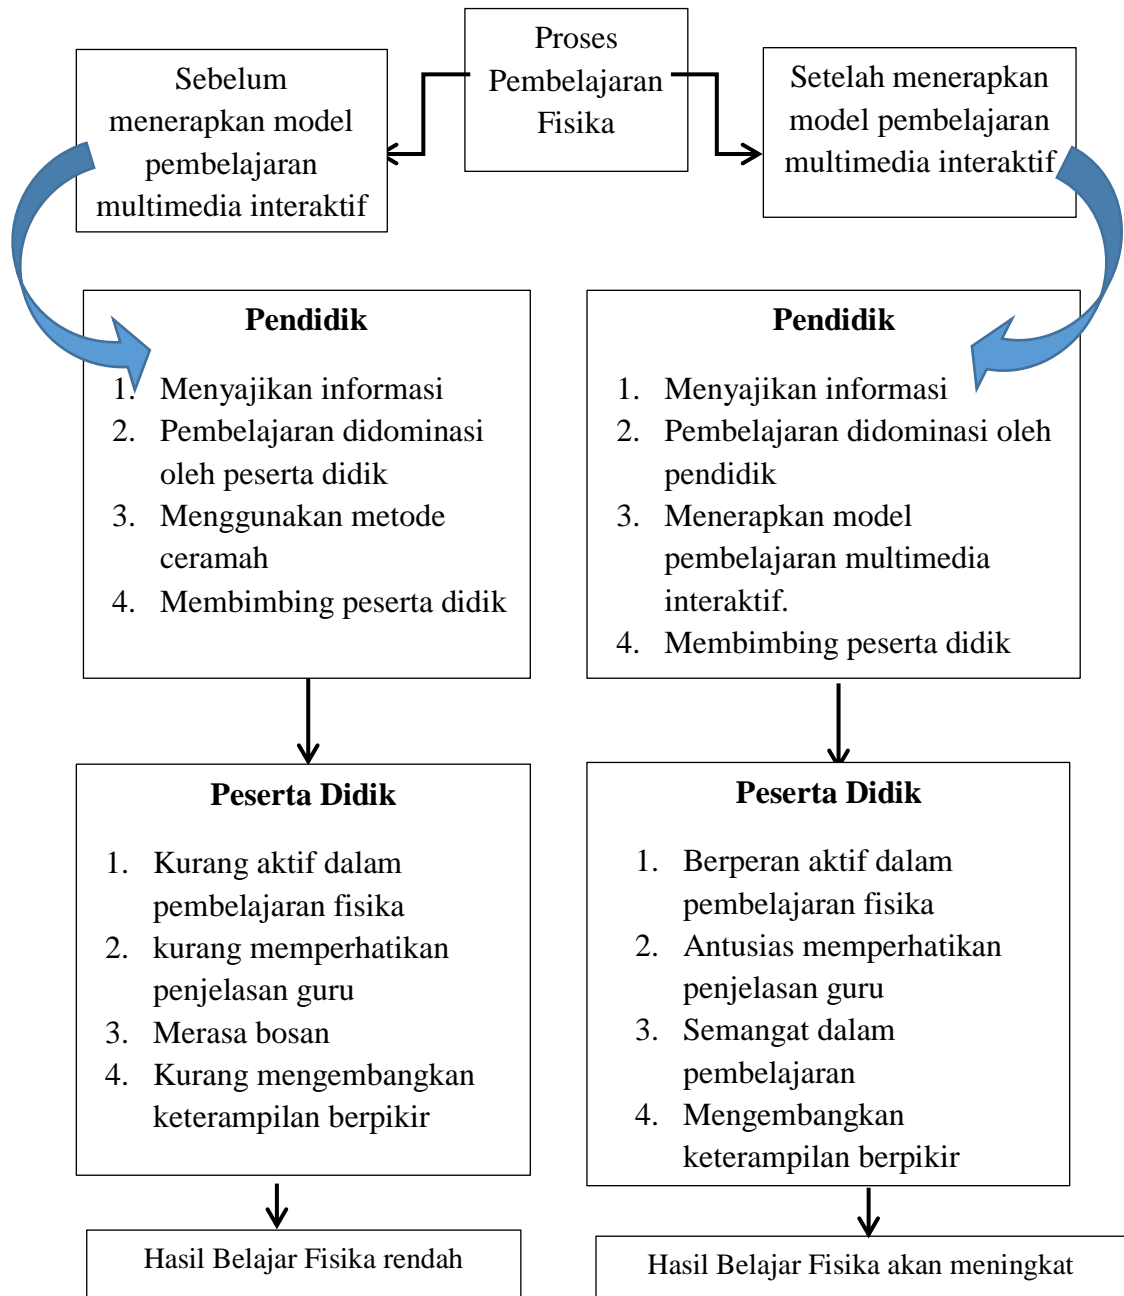 Proses
Pembelajaran
Fisika
Sebelum
menerapkan model
pembelajaran
multimedia interaktif
Setelah menerapkan
model pembelajaran
multimedia interaktif
Pendidik
1. Menyajikan informasi
2. Pembelajaran didominasi
oleh peserta didik
3. Menggunakan metode
ceramah
4. Membimbing peserta didik
Pendidik
1. Menyajikan informasi
2. Pembelajaran didominasi oleh
pendidik
3. Menerapkan model
pembelajaran multimedia
interaktif.
4. Membimbing peserta didik
Peserta Didik
1. Kurang aktif dalam
pembelajaran fisika
2. kurang memperhatikan
penjelasan guru
3. Merasa bosan
4. Kurang mengembangkan
keterampilan berpikir
Peserta Didik
1. Berperan aktif dalam
pembelajaran fisika
2. Antusias memperhatikan
penjelasan guru
3. Semangat dalam
pembelajaran
4. Mengembangkan
keterampilan berpikir
Hasil Belajar Fisika rendah
Hasil Belajar Fisika akan meningkat